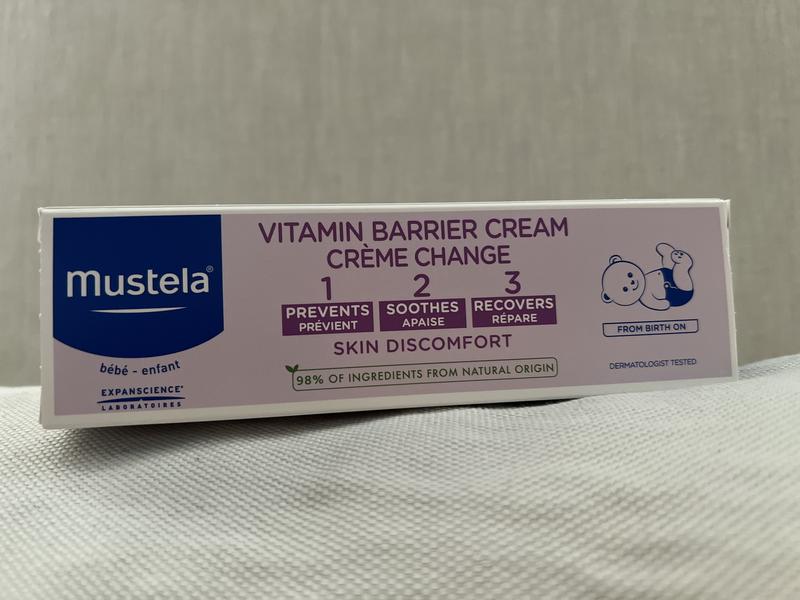 mustela®
bébé - enfant
EXPANSCIENCE®
LABORATOIRES
VITAMIN BARRIER CREAM
CRÈME CHANGE
1 2 3
PREVENTS SOOTHES RECOVERS
PRÉVIENT APAISE RÉPARE
SKIN DISCOMFORT
98% OF INGREDIENTS FROM NATURAL ORIGIN
FROM BIRTH ON
DERMATOLOGIST TESTED